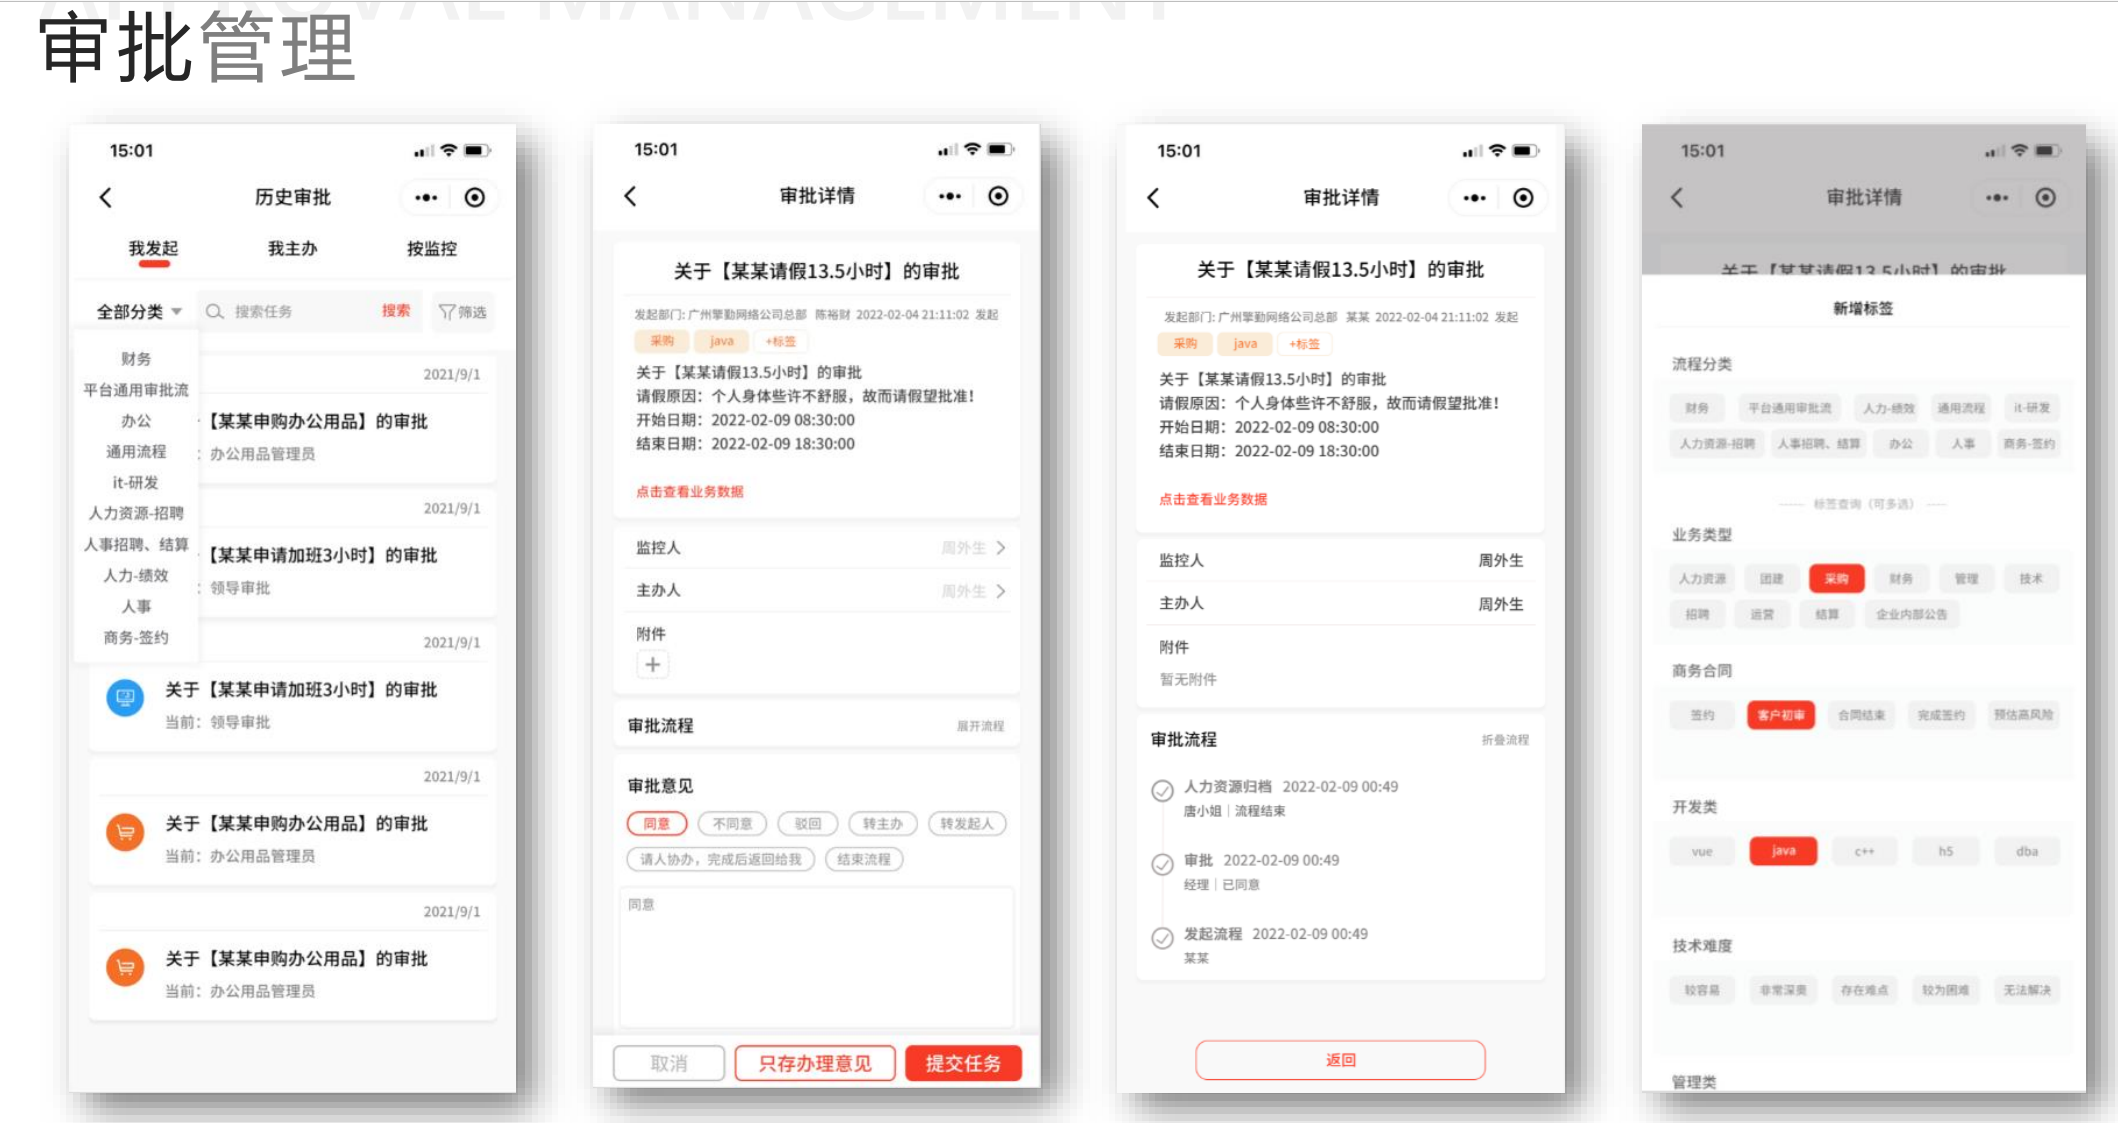 APPROVAL MANAGEMENT
审批管理
15:01
历史审批
我发起 我主办 按监控
全部分类 搜索任务 搜索 筛选
财务
平台通用审批流
办公
通用流程
it-研发
人力资源-招聘
人事招聘、结算
人力-绩效
人事
商务-签约
2021/9/1
【某某申购办公用品】的审批
：办公用品管理员
2021/9/1
【某某申请加班3小时】的审批
：领导审批
2021/9/1
关于【某某申请加班3小时】的审批
当前：领导审批
2021/9/1
关于【某某申购办公用品】的审批
当前：办公用品管理员
2021/9/1
关于【某某申购办公用品】的审批
当前：办公用品管理员
15:01
审批详情
关于【某某请假13.5小时】的审批
发起部门: 广州擎勤网络公司总部 陈裕财 2022-02-04 21:11:02 发起
采购 java +标签
关于【某某请假13.5小时】的审批
请假原因：个人身体些许不舒服，故而请假望批准！
开始日期：2022-02-09 08:30:00
结束日期：2022-02-09 18:30:00
点击查看业务数据
监控人 周外生
主办人 周外生
附件
+
审批流程 展开流程
审批意见
同意 不同意 驳回 转主办 转发起人
请人协办，完成后返回给我 结束流程
同意
取消 只存办理意见 提交任务
15:01
审批详情
关于【某某请假13.5小时】的审批
发起部门: 广州擎勤网络公司总部 某某 2022-02-04 21:11:02 发起
采购 java +标签
关于【某某请假13.5小时】的审批
请假原因：个人身体些许不舒服，故而请假望批准！
开始日期：2022-02-09 08:30:00
结束日期：2022-02-09 18:30:00
点击查看业务数据
监控人 周外生
主办人 周外生
附件
暂无附件
审批流程 折叠流程
人力资源归档 2022-02-09 00:49
唐小姐｜流程结束
审批 2022-02-09 00:49
经理｜已同意
发起流程 2022-02-09 00:49
某某
返回
15:01
审批详情
关于【某某请假13.5小时】的审批
新增标签
流程分类
财务 平台通用审批流 人力-绩效 通用流程 it-研发
人力资源-招聘 人事招聘、结算 办公 人事 商务-签约
标签查询（可多选）
业务类型
人力资源 团建 采购 财务 管理 技术
招聘 运营 结算 企业内部公告
商务合同
签约 客户初审 合同结束 完成签约 预估高风险
开发类
vue java c++ h5 dba
技术难度
较容易 非常深奥 存在难点 较为困难 无法解决
管理类